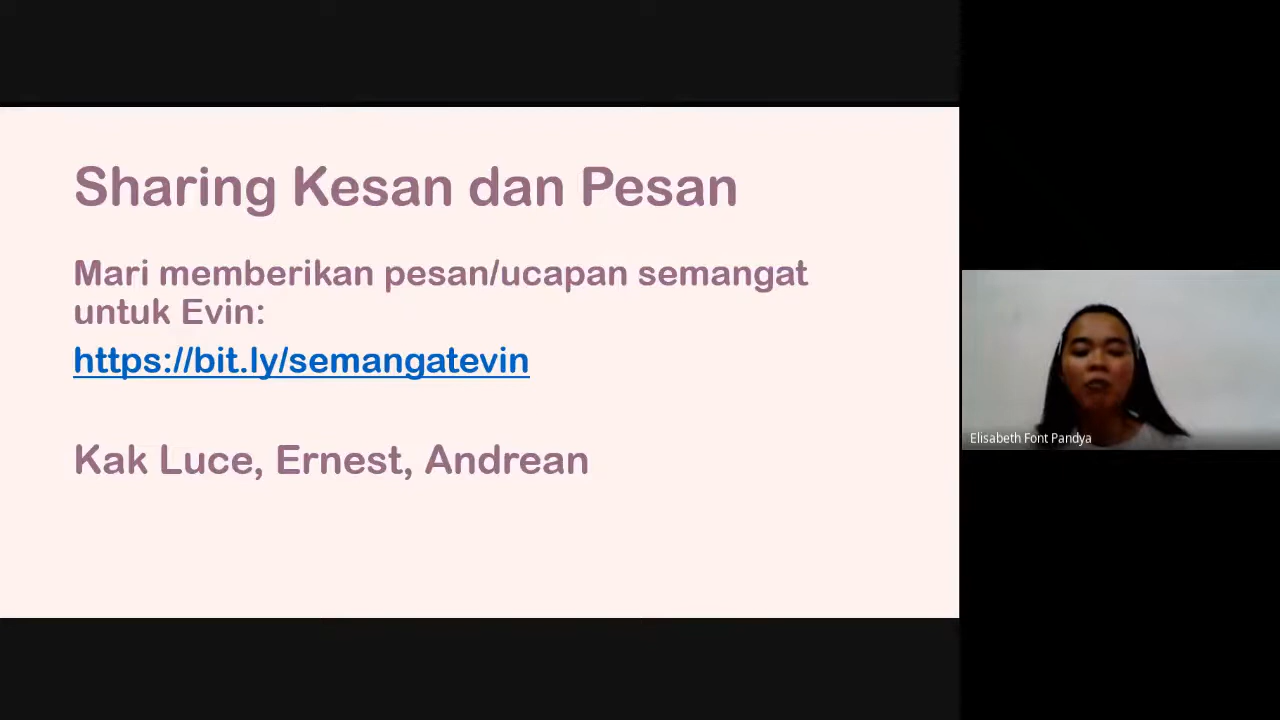 Sharing Kesan dan Pesan
Mari memberikan pesan/ucapan semangat
untuk Evin:
https://bit.ly/semangatevin
Kak Luce, Ernest, Andrean
Elisabeth Font Pandya